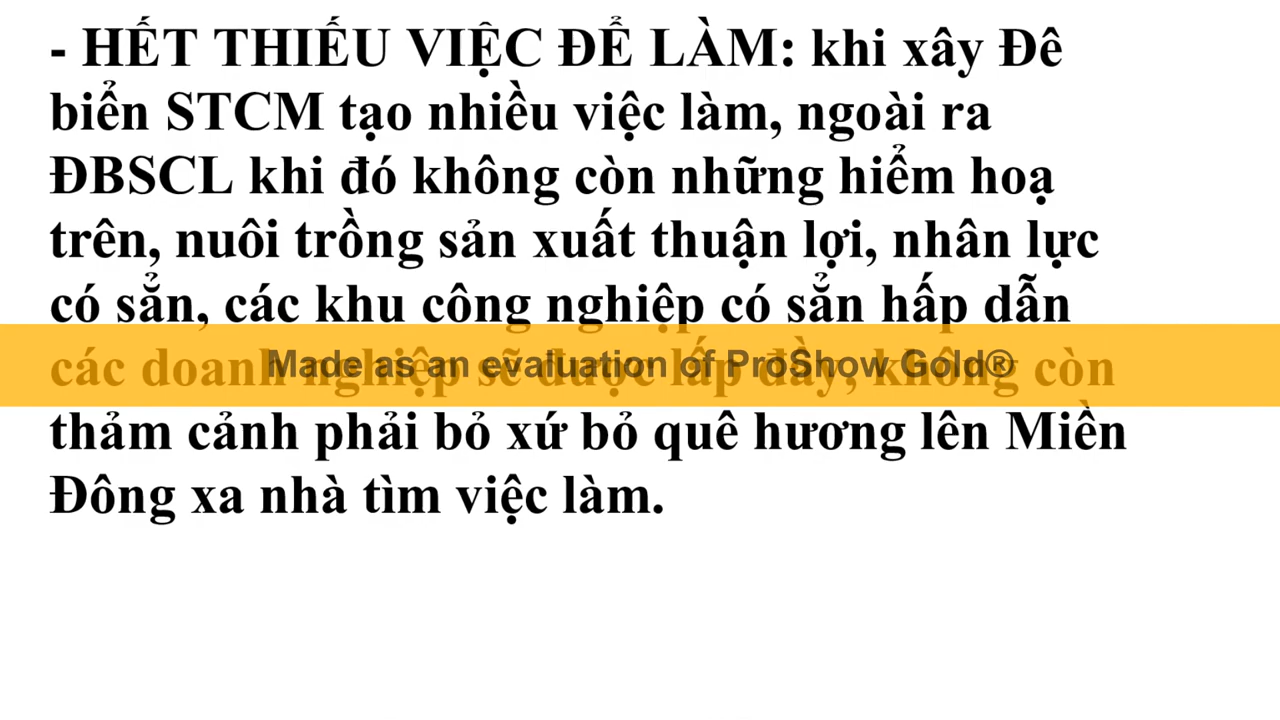 - HẾT THIẾU VIỆC ĐỂ LÀM: khi xây Đê
biển STCM tạo nhiều việc làm, ngoài ra
ĐBSCL khi đó không còn những hiểm hoạ
trên, nuôi trồng sản xuất thuận lợi, nhân lực
có sẳn, các khu công nghiệp có sẳn hấp dẫn
các doanh nghiệp sẽ được lấp đầy, không còn
Made as an evaluation of ProShow Gold®
thảm cảnh phải bỏ xứ bỏ quê hương lên Miền
Đông xa nhà tìm việc làm.